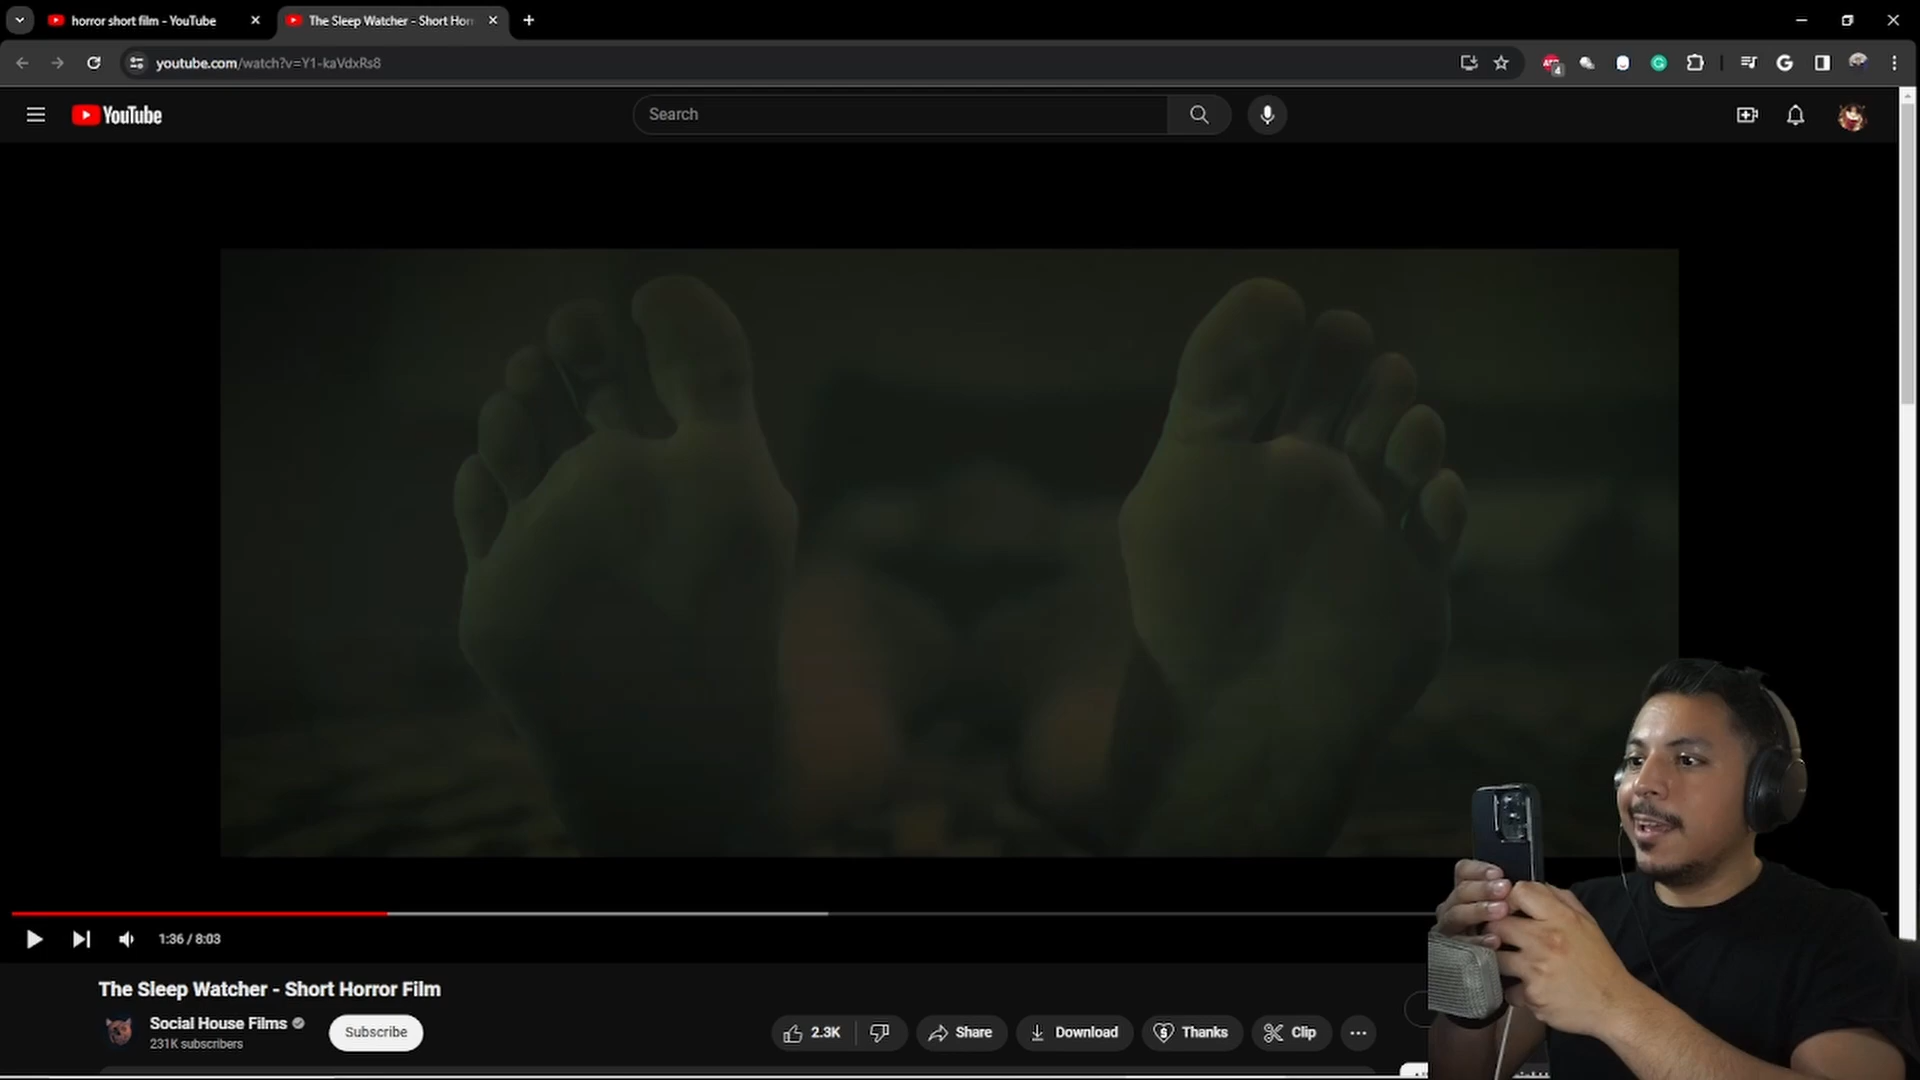 horror short film - YouTube
The Sleep Watcher - Short Hor
youtube.com/watch?v=Y1-kaVdxRs8
4
YouTube
Search
1:36 / 8:03
The Sleep Watcher - Short Horror Film
Social House Films
231K subscribers
Subscribe
2.3K
Share
Download
Thanks
Clip